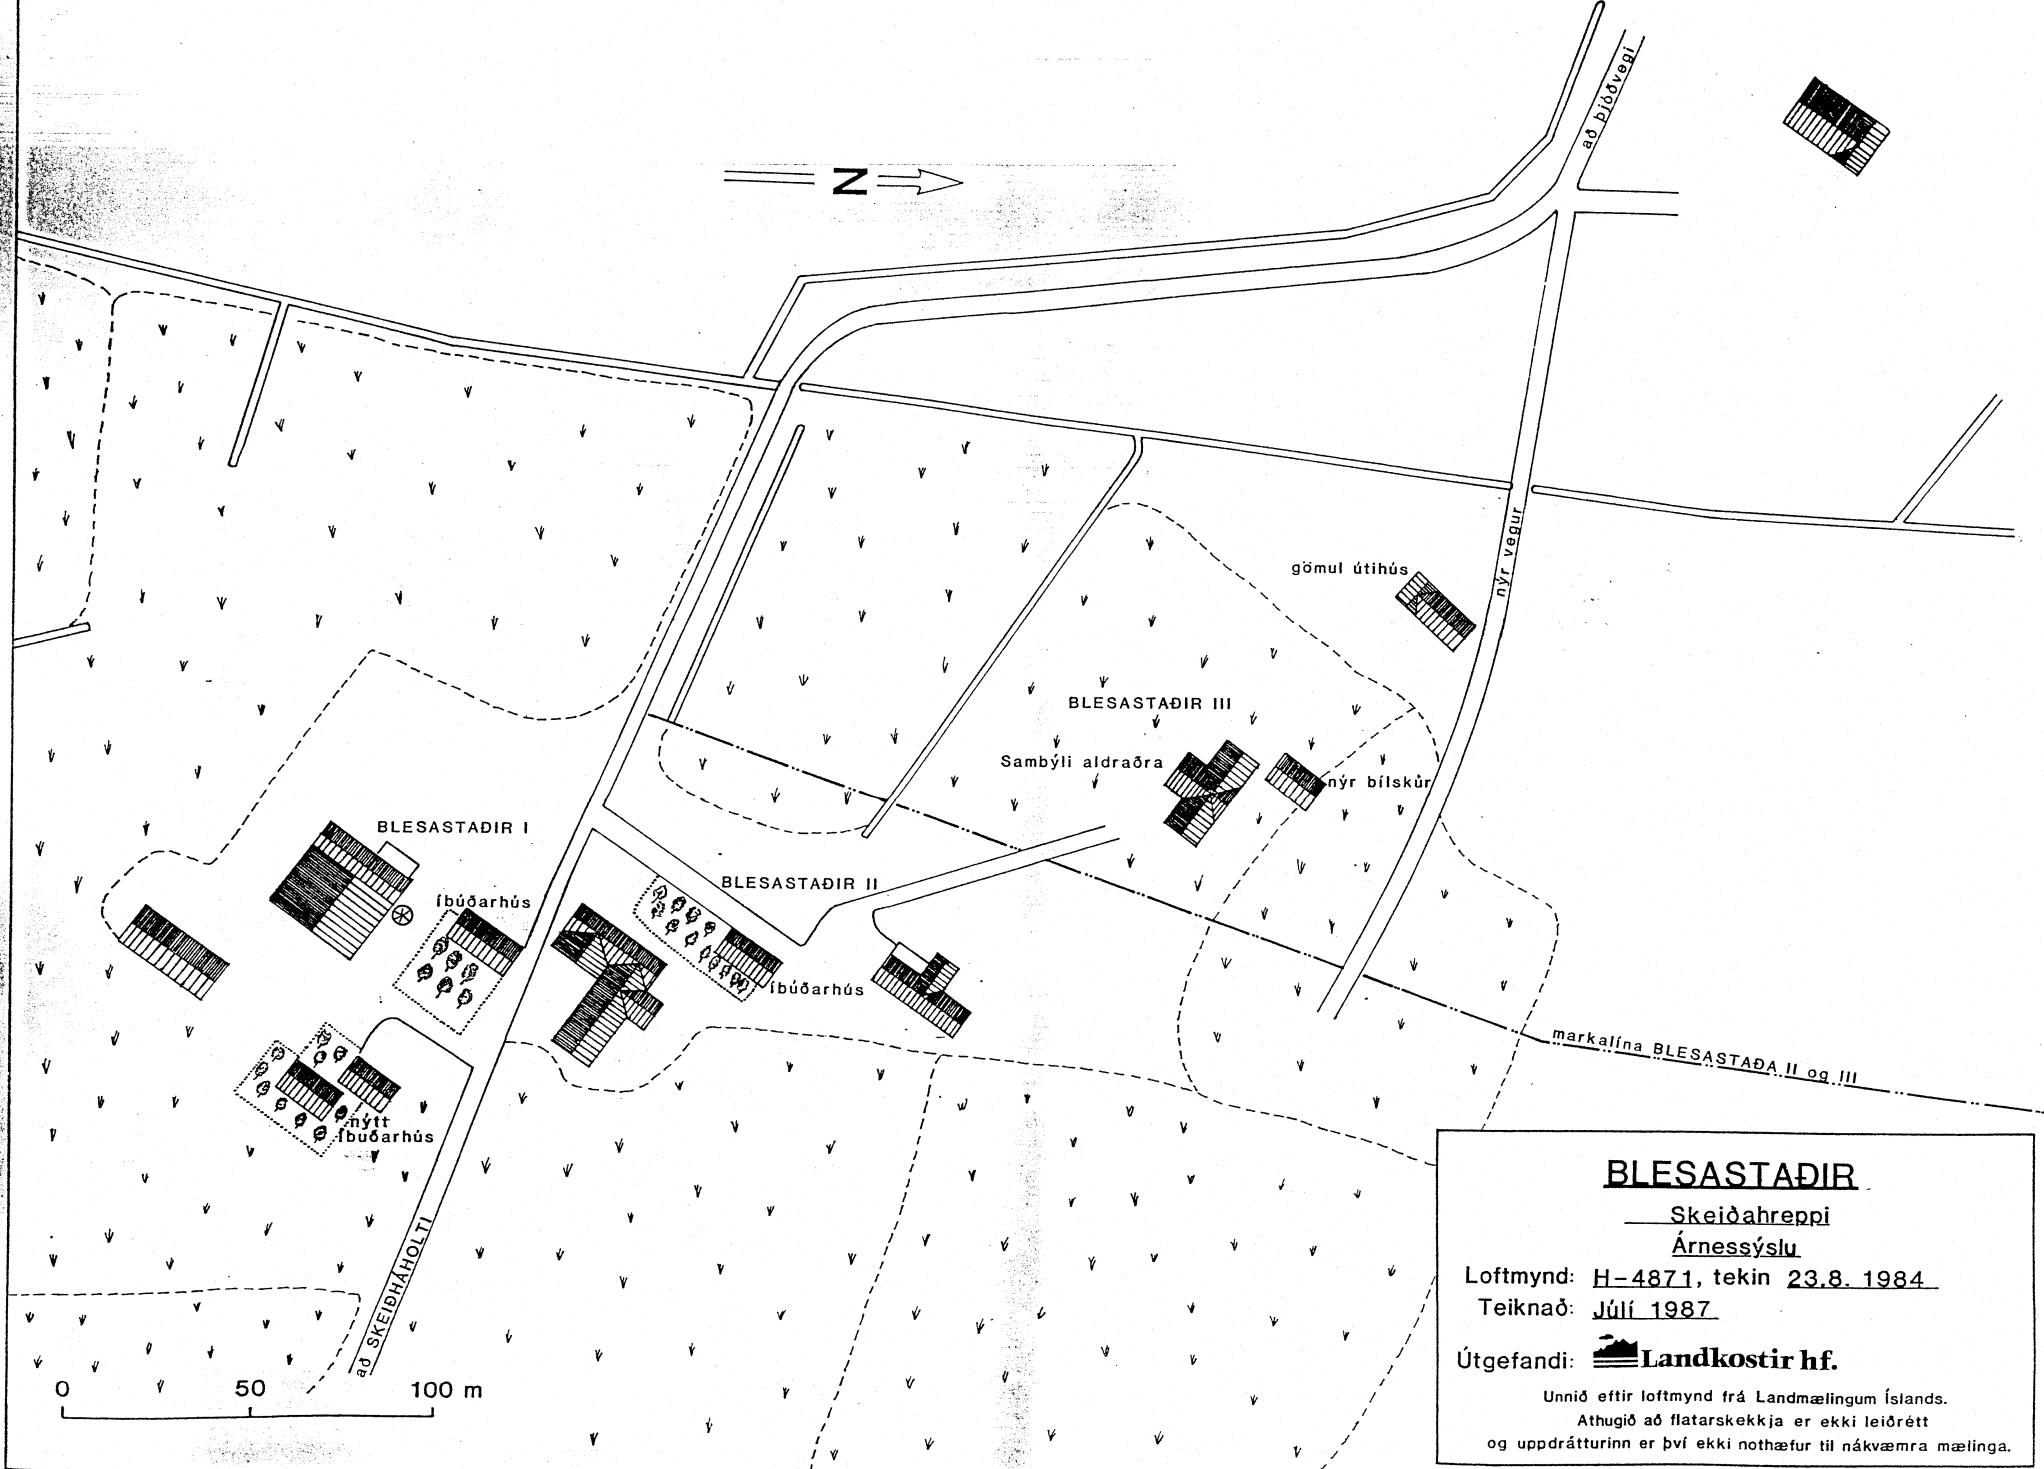 að þjóðvegi
N
nýr vegur
gömul útihús
BLESASTAÐIR III
Sambýli aldraðra
nýr bílskúr
BLESASTAÐIR I
BLESASTAÐIR II
íbúðarhús
íbúðarhús
nýtt
íbuðarhús
markalína BLESASTAÐA II og III
að SKEIÐHÁHOLTI
0 50 100 m
BLESASTAÐIR
Skeiðahreppi
Árnessýslu
Loftmynd: H-4871, tekin 23.8. 1984
Teiknað: Júlí 1987
Útgefandi: Landkostir hf.
Unnið eftir loftmynd frá Landmælingum Íslands.
Athugið að flatarskekkja er ekki leiðrétt
og uppdrátturinn er því ekki nothæfur til nákvæmra mælinga.